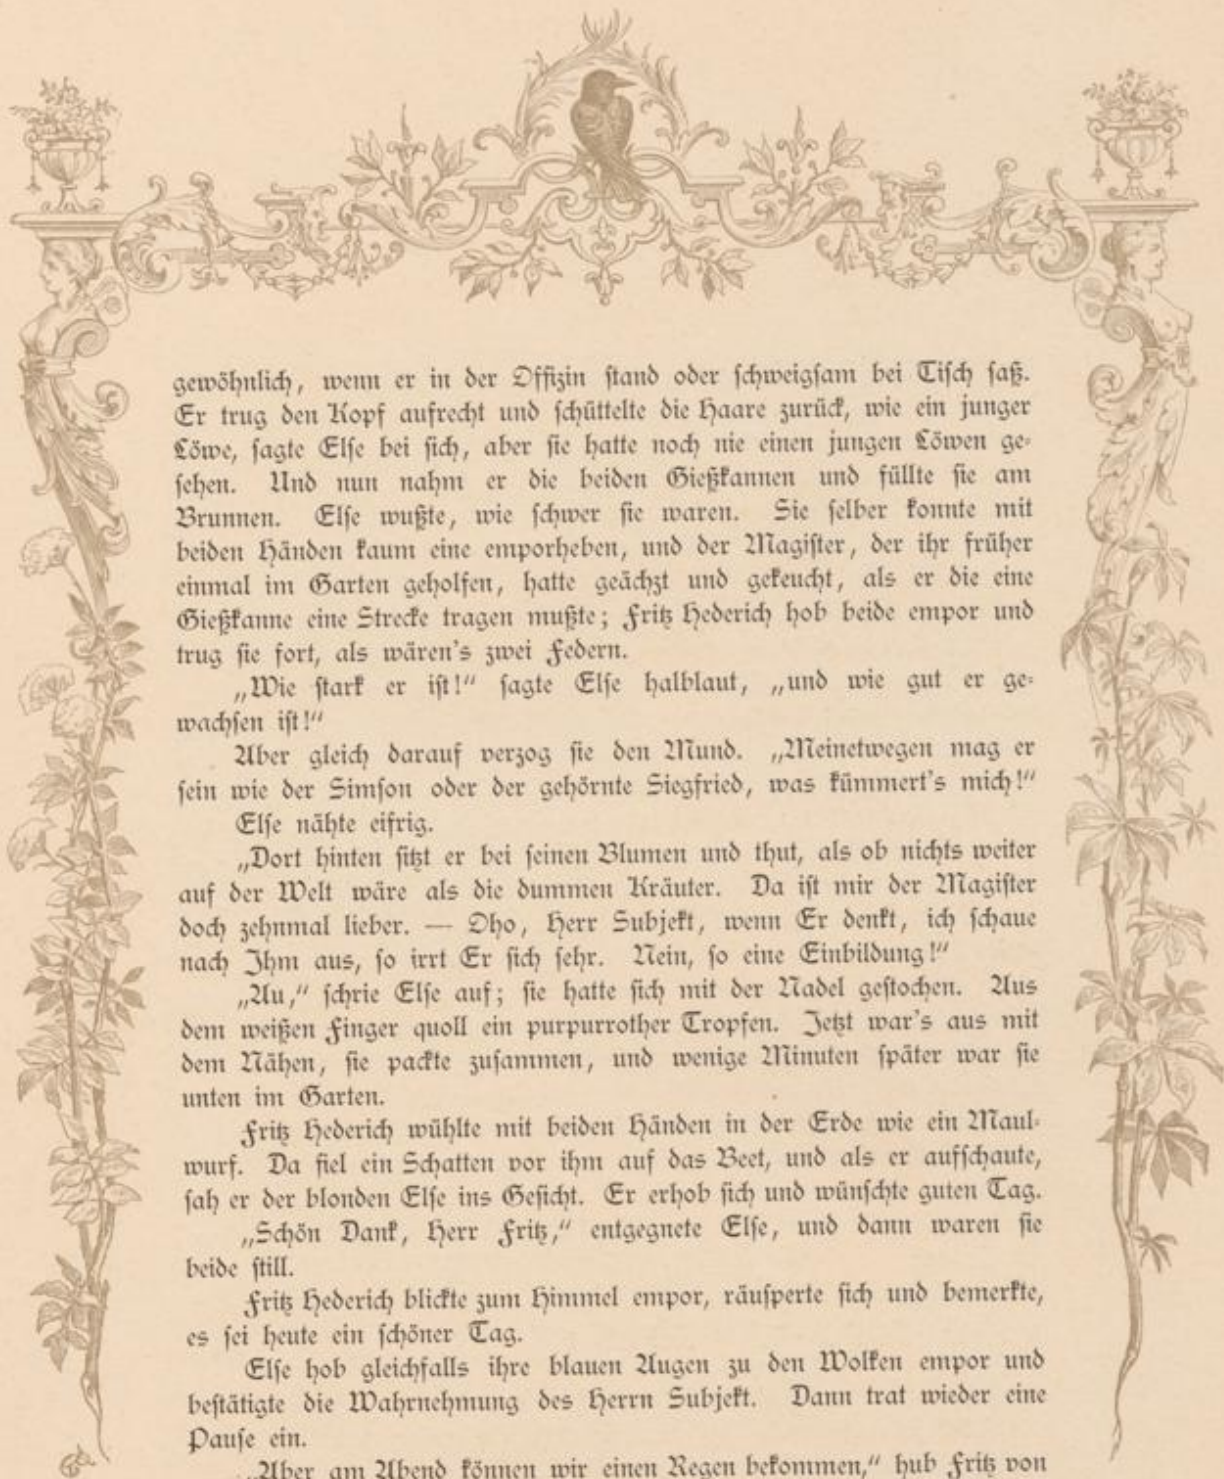 gewöhnlich, wenn er in der Offizin stand oder schweigsam bei Tisch saß.
Er trug den Kopf aufrecht und schüttelte die Haare zurück, wie ein junger
Löwe, sagte Else bei sich, aber sie hatte noch nie einen jungen Löwen ge-
sehen. Und nun nahm er die beiden Gießkannen und füllte sie am
Brunnen. Else wußte, wie schwer sie waren. Sie selber konnte mit
beiden Händen kaum eine emporheben, und der Magister, der ihr früher
einmal im Garten geholfen, hatte geächzt und gekeucht, als er die eine
Gießkanne eine Strecke tragen mußte; Fritz Hederich hob beide empor und
trug sie fort, als wären's zwei Federn.
„Wie stark er ist!“ sagte Else halblaut, „und wie gut er ge-
wachsen ist!“
Aber gleich darauf verzog sie den Mund. „Meinetwegen mag er
sein wie der Simson oder der gehörnte Siegfried, was kümmert's mich!“
Else nähte eifrig.
„Dort hinten sitzt er bei seinen Blumen und thut, als ob nichts weiter
auf der Welt wäre als die dummen Kräuter. Da ist mir der Magister
doch zehnmal lieber. — Oho, Herr Subjekt, wenn Er denkt, ich schaue
nach Ihm aus, so irrt Er sich sehr. Nein, so eine Einbildung!“
„Au,“ schrie Else auf; sie hatte sich mit der Nadel gestochen. Aus
dem weißen Finger quoll ein purpurrother Tropfen. Jetzt war's aus mit
dem Nähen, sie packte zusammen, und wenige Minuten später war sie
unten im Garten.
Fritz Hederich wühlte mit beiden Händen in der Erde wie ein Maul-
wurf. Da fiel ein Schatten vor ihm auf das Beet, und als er aufschaute,
sah er der blonden Else ins Gesicht. Er erhob sich und wünschte guten Tag.
„Schön Dank, Herr Fritz,“ entgegnete Else, und dann waren sie
beide still.
Fritz Hederich blickte zum Himmel empor, räusperte sich und bemerkte,
es sei heute ein schöner Tag.
Else hob gleichfalls ihre blauen Augen zu den Wolken empor und
bestätigte die Wahrnehmung des Herrn Subjekt. Dann trat wieder eine
Pause ein.
„Aber am Abend können wir einen Regen bekommen,“ hub Fritz von